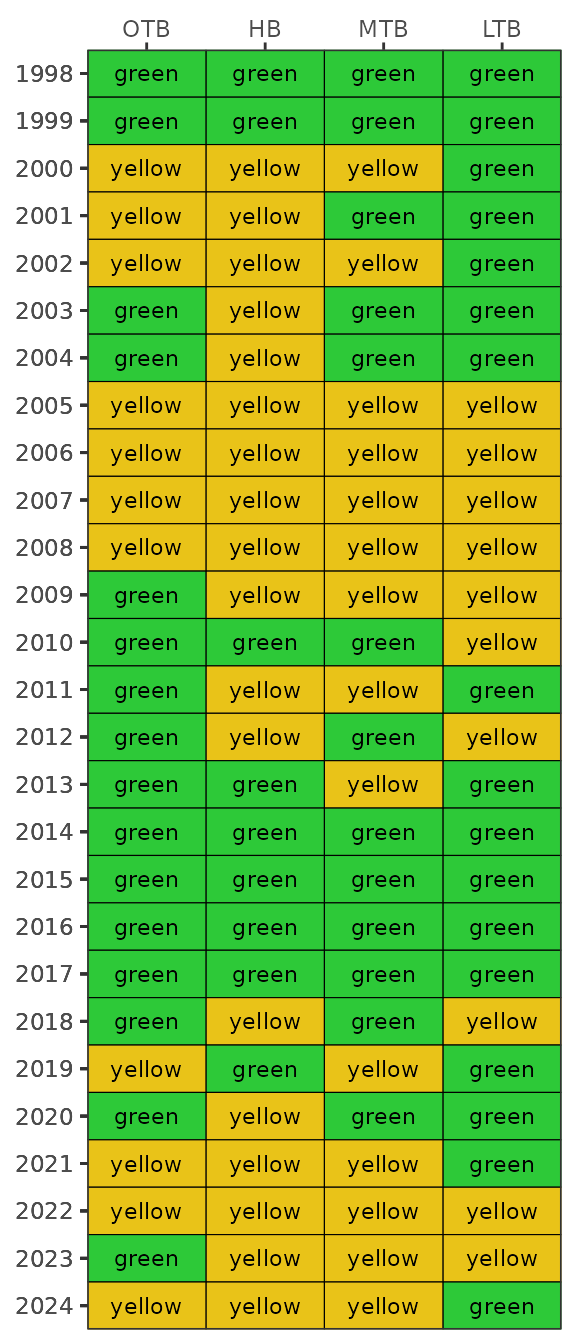 OTB HB MTB LTB
1998 green green green green
1999 green green green green
2000 yellow yellow yellow green
2001 yellow yellow green green
2002 yellow yellow yellow green
2003 green yellow green green
2004 green yellow green green
2005 yellow yellow yellow yellow
2006 yellow yellow yellow yellow
2007 yellow yellow yellow yellow
2008 yellow yellow yellow yellow
2009 green yellow yellow yellow
2010 green green green yellow
2011 green yellow yellow green
2012 green yellow green yellow
2013 green green yellow green
2014 green green green green
2015 green green green green
2016 green green green green
2017 green green green green
2018 green yellow green yellow
2019 yellow green yellow green
2020 green yellow green green
2021 yellow yellow yellow green
2022 yellow yellow yellow yellow
2023 green yellow yellow yellow
2024 yellow yellow yellow green